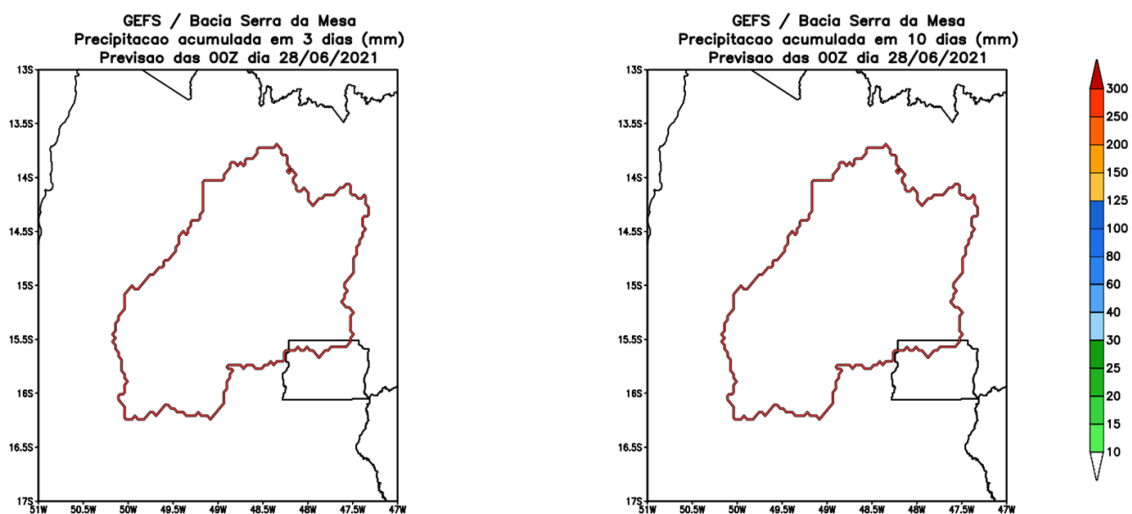 GEFS / Bacia Serra da Mesa
Precipitacao acumulada em 3 dias (mm)
Previsao das 00Z dia 28/06/2021
13S
13.5S
14S
14.5S
15S
15.5S
16S
16.5S
17S
51W 50.5W 50W 49.5W 49W 48.5W 48W 47.5W 47W
GEFS / Bacia Serra da Mesa
Precipitacao acumulada em 10 dias (mm)
Previsao das 00Z dia 28/06/2021
13S
13.5S
14S
14.5S
15S
15.5S
16S
16.5S
17S
51W 50.5W 50W 49.5W 49W 48.5W 48W 47.5W 47W
300
250
200
150
125
100
80
60
40
30
25
20
15
10